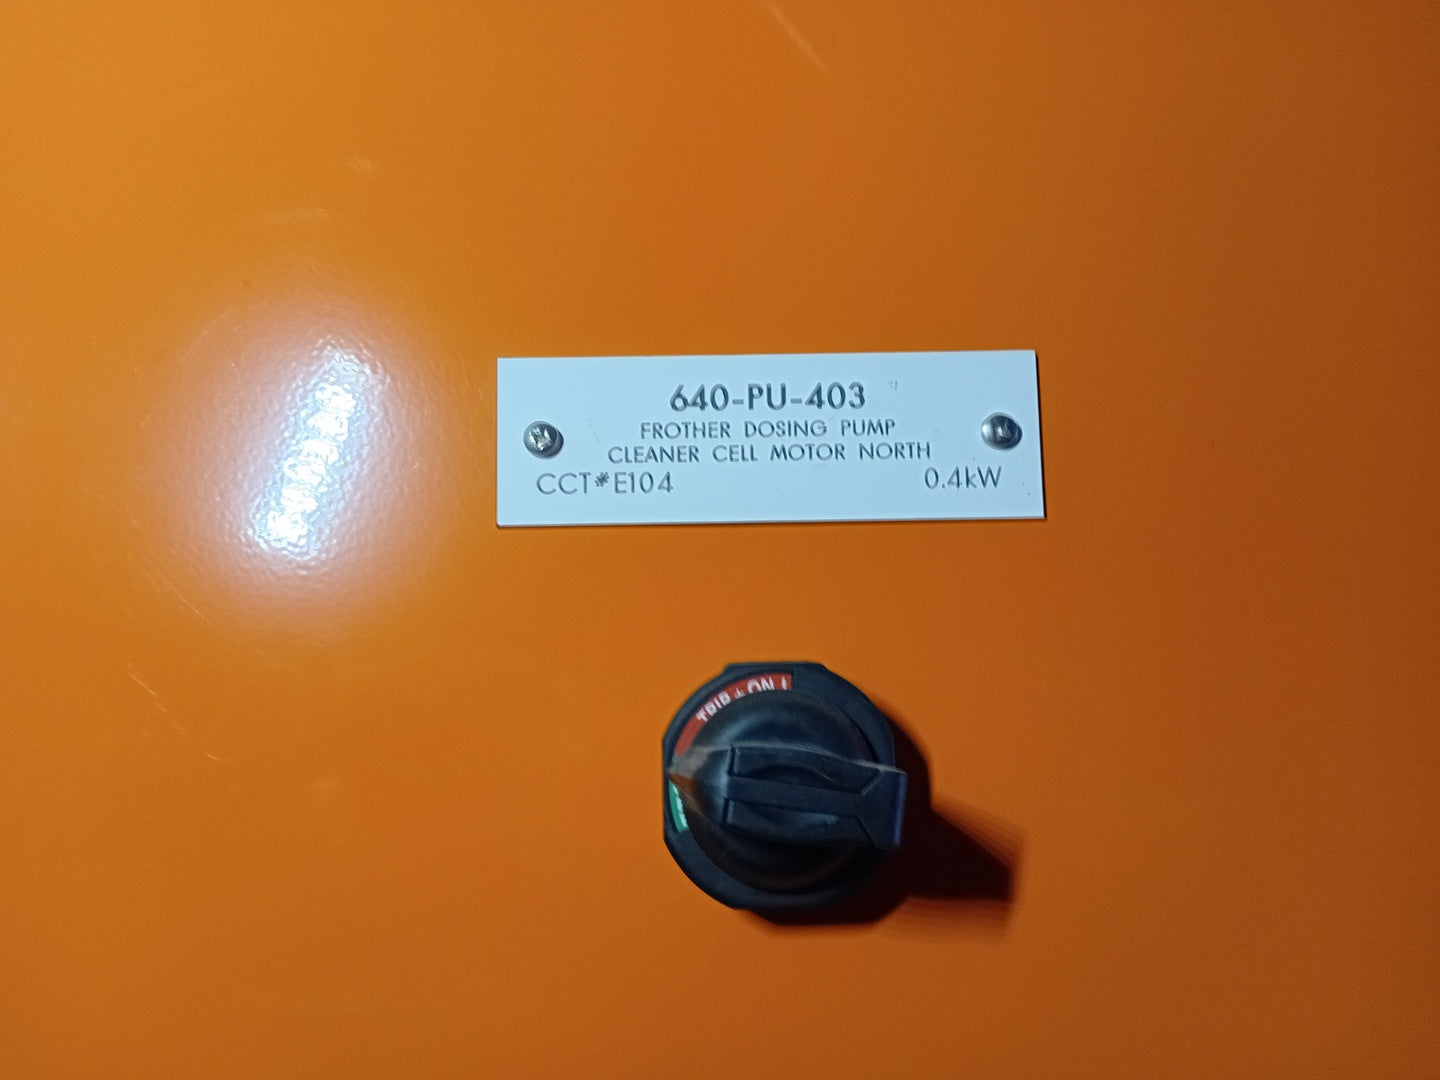 640-PU-403
FROTHER DOSING PUMP
CLEANER CELL MOTOR NORTH
CCT#E104 0.4kW
TRIP + ON I